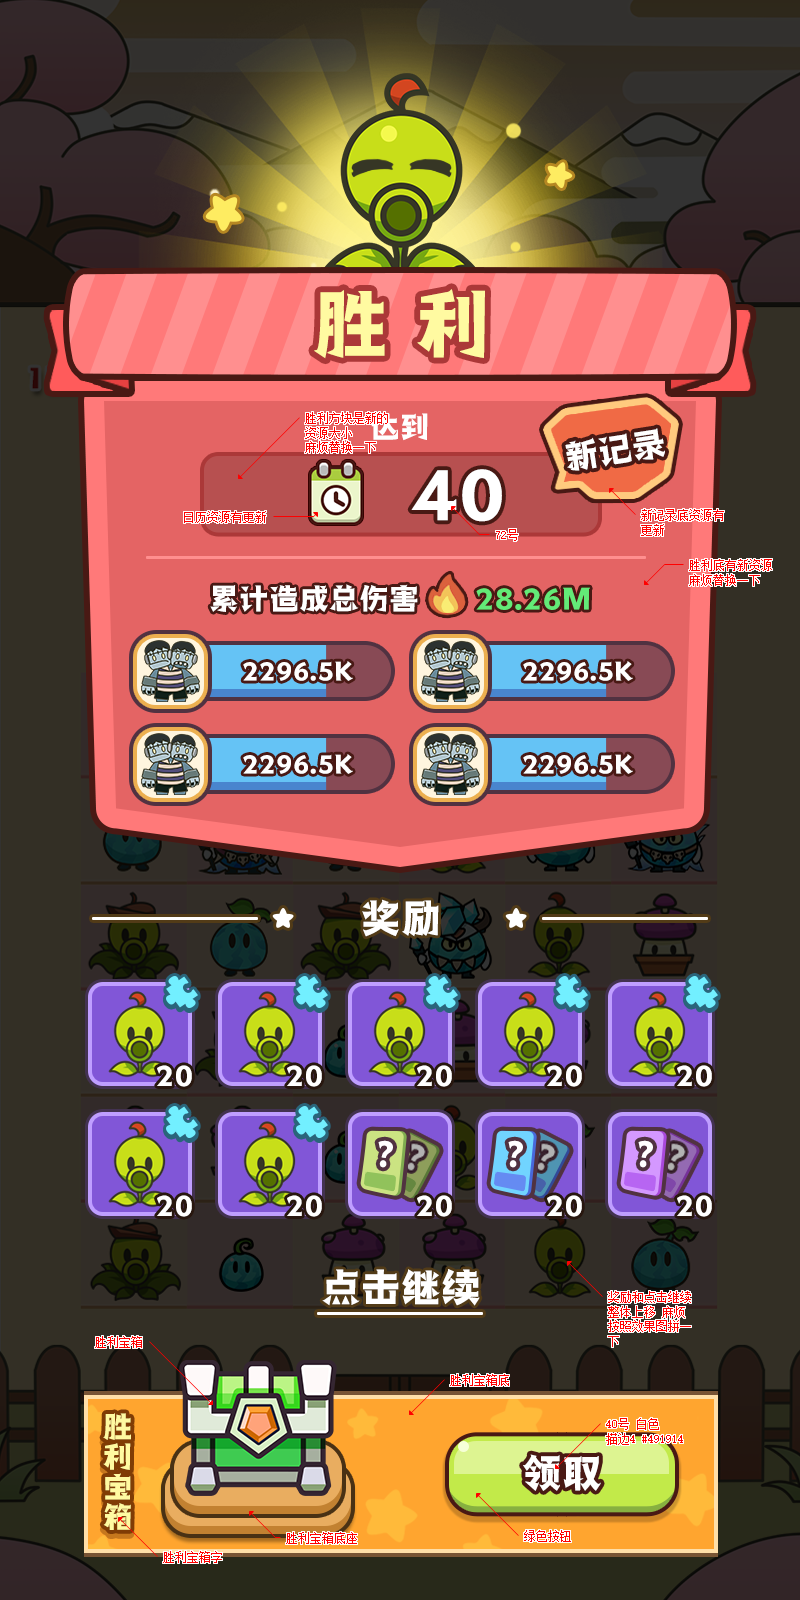 胜利
1
达到
胜利方块是新的
资源大小
麻烦替换一下
新记录
40
日历资源有更新
72号
新记录底资源有
更新
胜利底有新资源
麻烦替换一下
累计造成总伤害 28.26M
2296.5K 2296.5K
2296.5K 2296.5K
奖励
20 20 20 20 20
? ? ? ? ? ?
20 20 20 20 20
点击继续
奖励和点击继续
整体上移 麻烦
按照效果图拼一
下
胜利宝箱
胜利宝箱底
胜利宝箱
40号 白色
描边4 #491914
领取
绿色按钮
胜利宝箱底座
胜利宝箱字